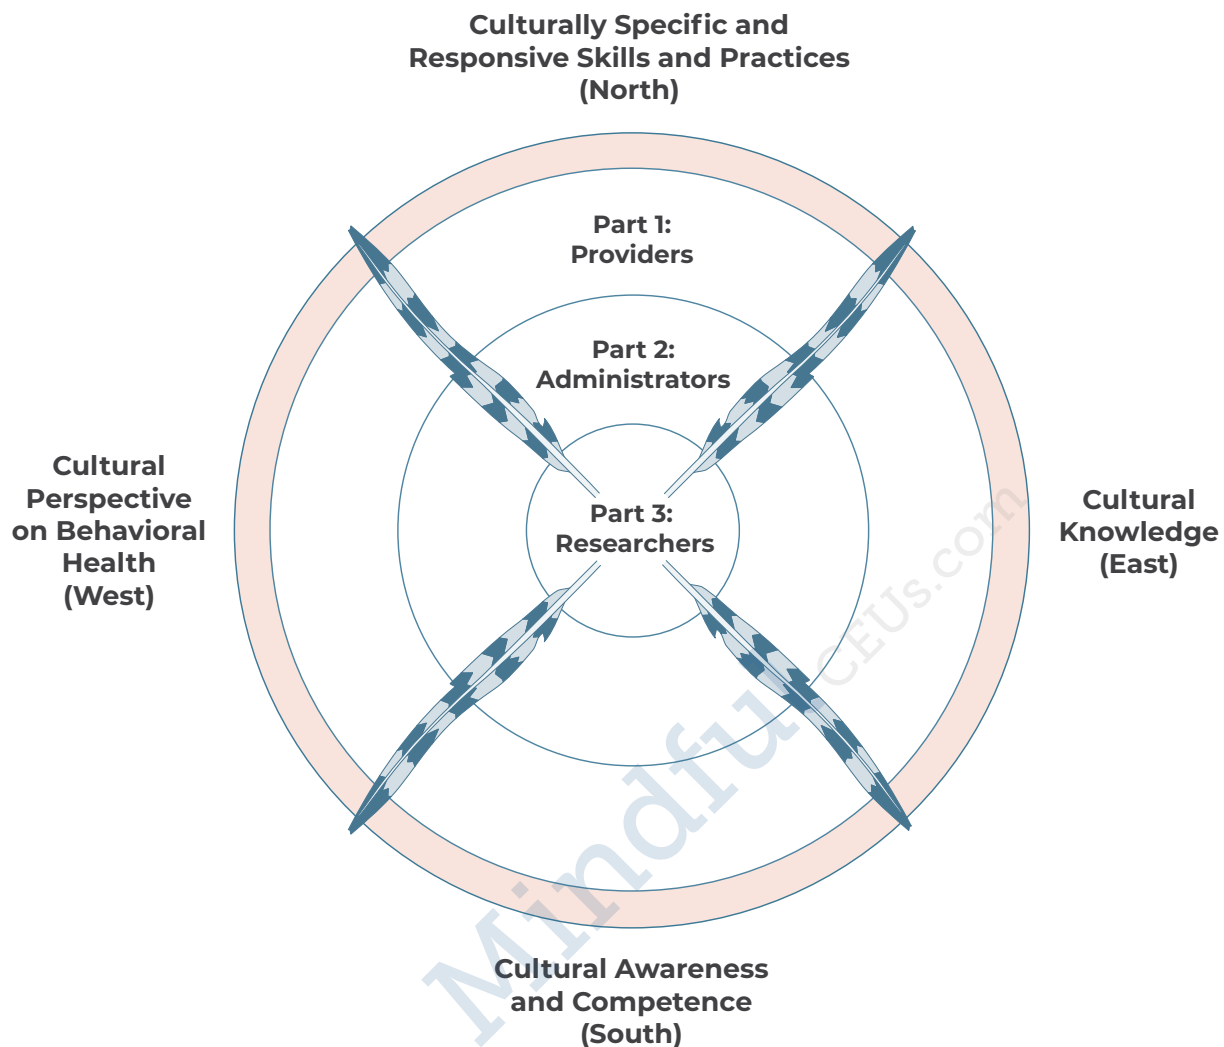 Culturally Specific and
Responsive Skills and Practices
(North)
Part 1:
Providers
Part 2:
Administrators
Cultural
Perspective
on Behavioral
Health
(West)
Part 3:
Researchers
Cultural
Knowledge
(East)
MindfulCEUs.com
Cultural Awareness
and Competence
(South)